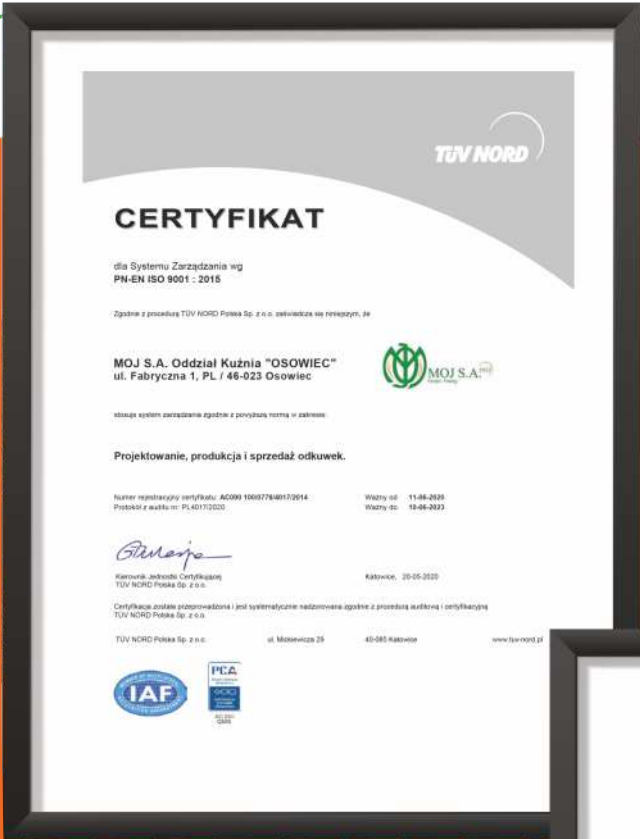 TÜV NORD
CERTYFIKAT
dla Systemu Zarządzania wg
PN-EN ISO 9001 : 2015
Zgodnie z procedurą TÜV NORD Polska Sp. z o.o. zaświadcza się niniejszym, że
MOJ S.A. Oddział Kuźnia "OSOWIEC"
ul. Fabryczna 1, PL / 46-023 Osowiec
MOJ S.A.
stosuje system zarządzania zgodnie z powyższą normą w zakresie
Projektowanie, produkcja i sprzedaż odkuwek.
Numer rejestracyjny certyfikatu: AC090 100/0778/4017/2014
Ważny od 11-06-2020
Protokół z auditu nr: PL4017/2020
Ważny do 10-06-2023
Kierownik Jednostki Certyfikującej
TÜV NORD Polska Sp. z o.o.
Katowice, 20-05-2020
Certyfikacja została przeprowadzona i jest systematycznie nadzorowana zgodnie z procedurą auditową i certyfikacyjną
TÜV NORD Polska Sp. z o.o.
TÜV NORD Polska Sp. z o.o. ul. Mickiewicza 29 40-085 Katowice www.tuv-nord.pl
IAF
PCA
QMS